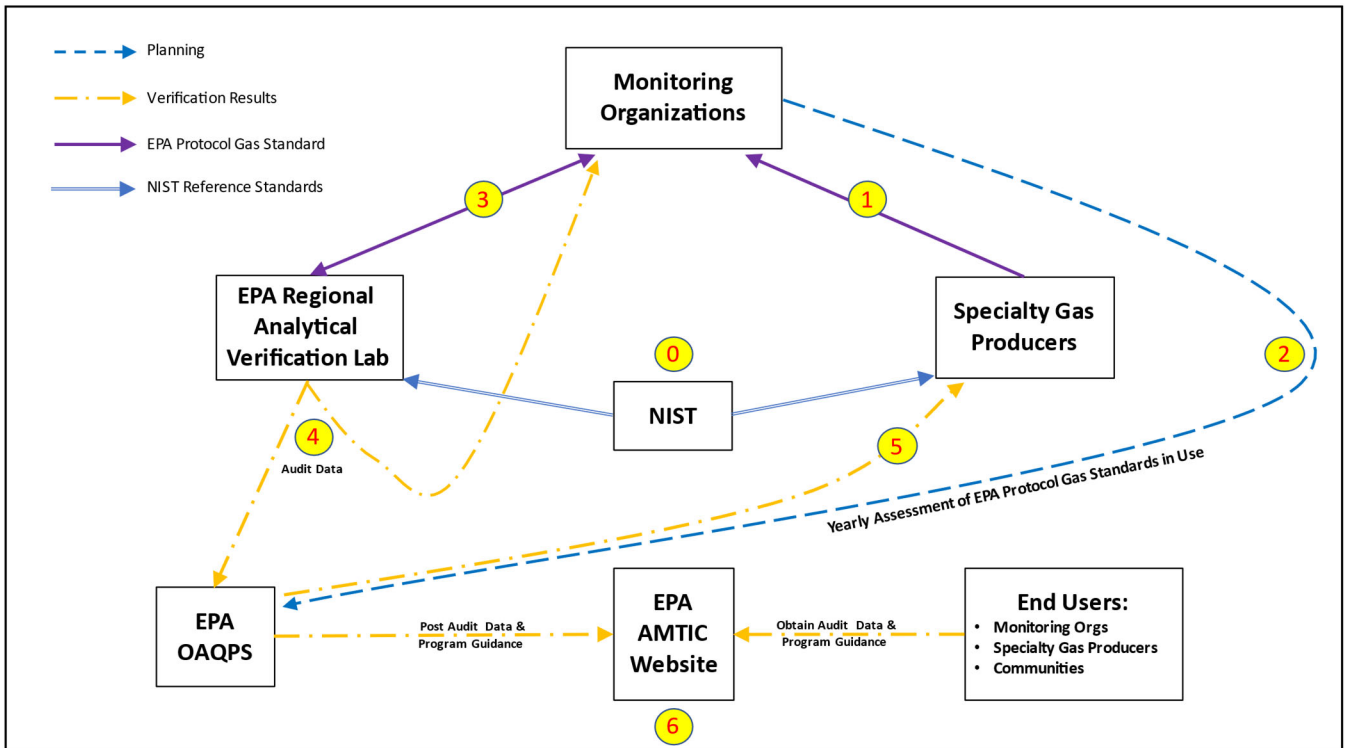 Planning
Verification Results
EPA Protocol Gas Standard
NIST Reference Standards
Monitoring
Organizations
3
1
EPA Regional
Analytical
Verification Lab
Specialty Gas
Producers
0
NIST
2
4
Audit Data
5
Yearly Assessment of EPA Protocol Gas Standards in Use
EPA
OAQPS
Post Audit Data &
Program Guidance
EPA
AMTIC
Website
Obtain Audit Data &
Program Guidance
End Users:
• Monitoring Orgs
• Specialty Gas Producers
• Communities
6